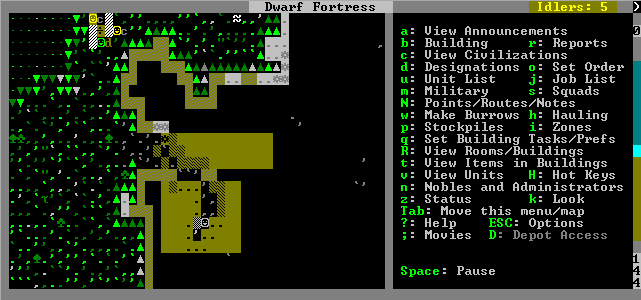 Dwarf Fortress Idlers: 5
a: View Announcements
b: Building r: Reports
c: View Civilizations
d: Designations o: Set Order
u: Unit List j: Job List
m: Military s: Squads
N: Points/Routes/Notes
w: Make Burrows h: Hauling
p: Stockpiles i: Zones
q: Set Building Tasks/Prefs
R: View Rooms/Buildings
t: View Items in Buildings
v: View Units H: Hot Keys
n: Nobles and Administrators
z: Status k: Look
Tab: Move this menu/map
?: Help ESC: Options
;: Movies D: Depot Access
Space: Pause